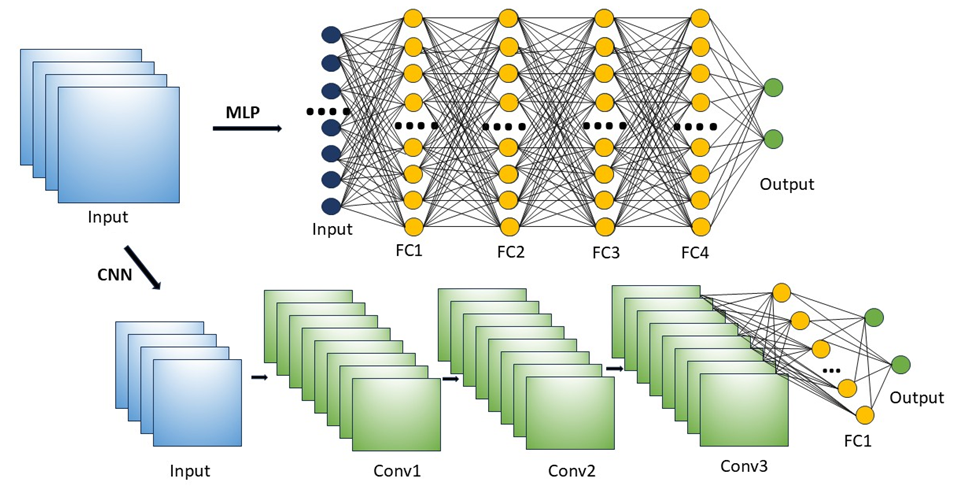 MLP
Input
Input
FC1
FC2
FC3
FC4
Output
CNN
Input
Conv1
Conv2
Conv3
FC1
Output